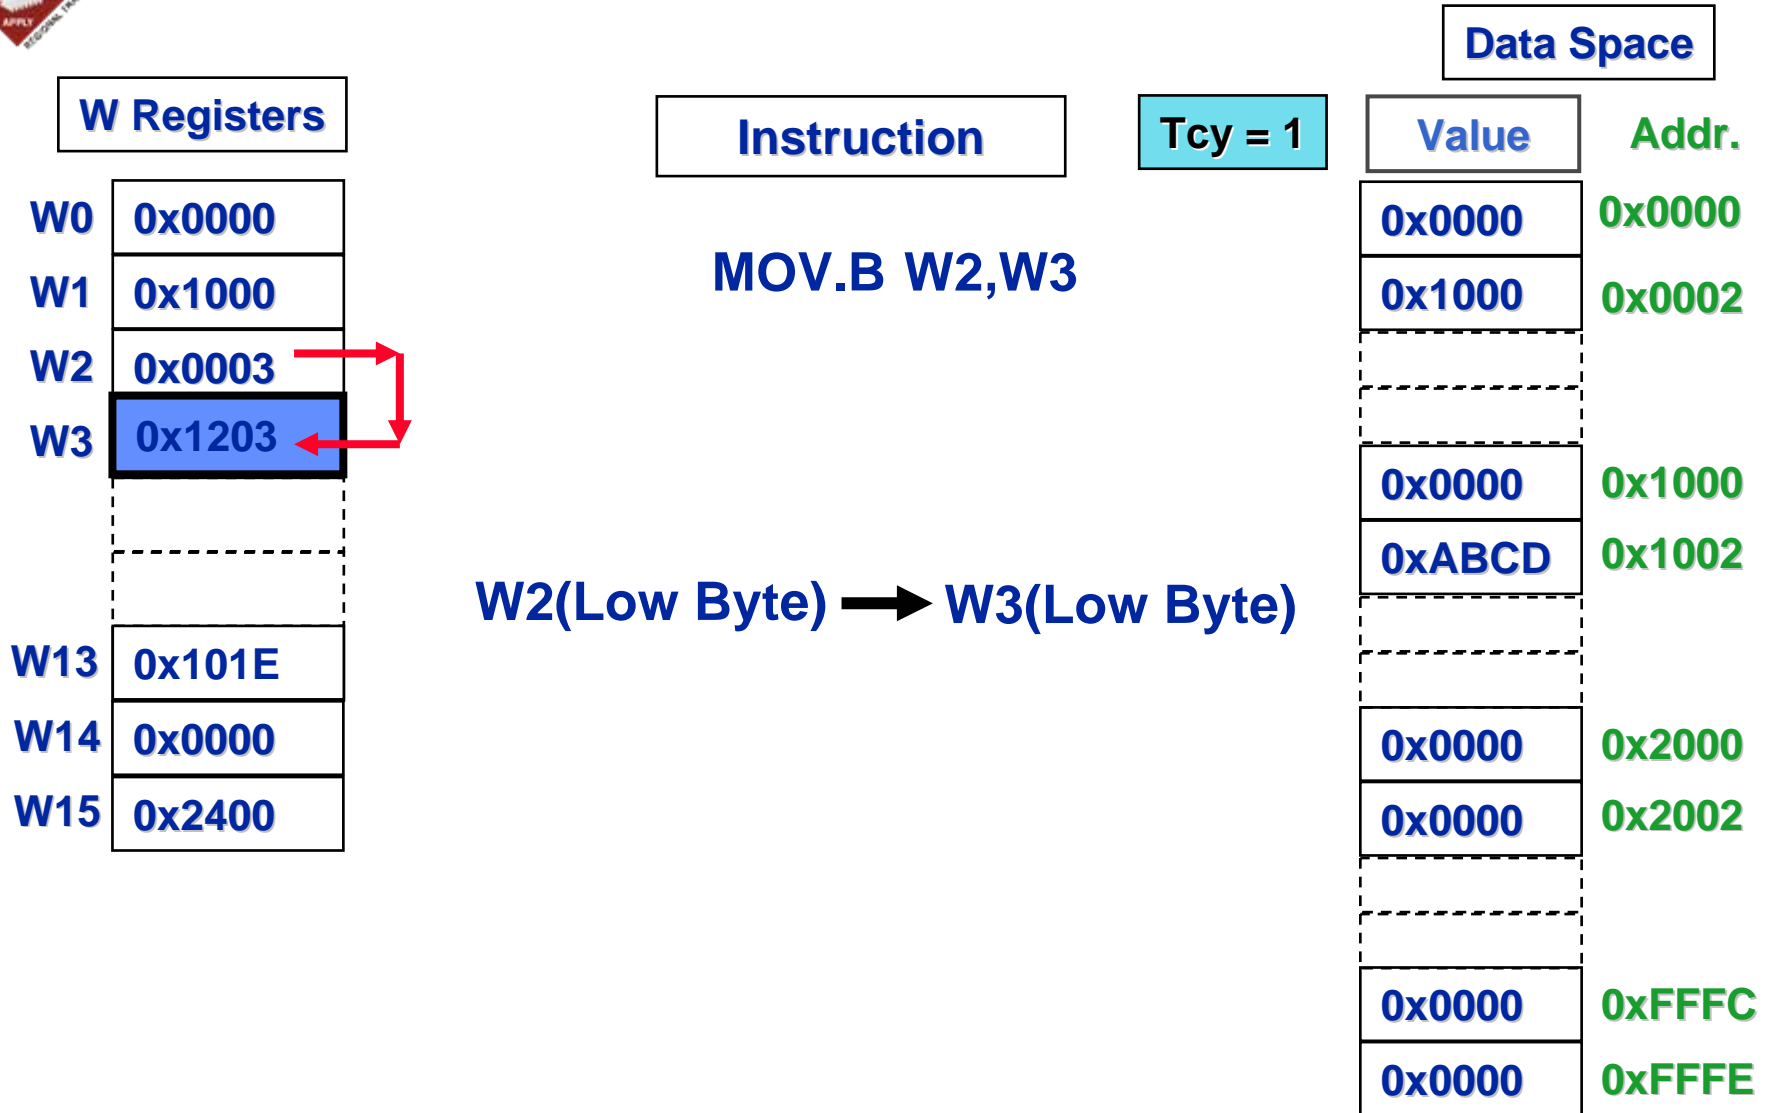 APPLY
Data Space
W Registers
Instruction
Tcy = 1
Value
Addr.
W0 0x0000
W1 0x1000
W2 0x0003
W3 0x1203
W13 0x101E
W14 0x0000
W15 0x2400
MOV.B W2,W3
W2(Low Byte) → W3(Low Byte)
0x0000 0x0000
0x1000 0x0002
0x0000 0x1000
0xABCD 0x1002
0x0000 0x2000
0x0000 0x2002
0x0000 0xFFFC
0x0000 0xFFFE